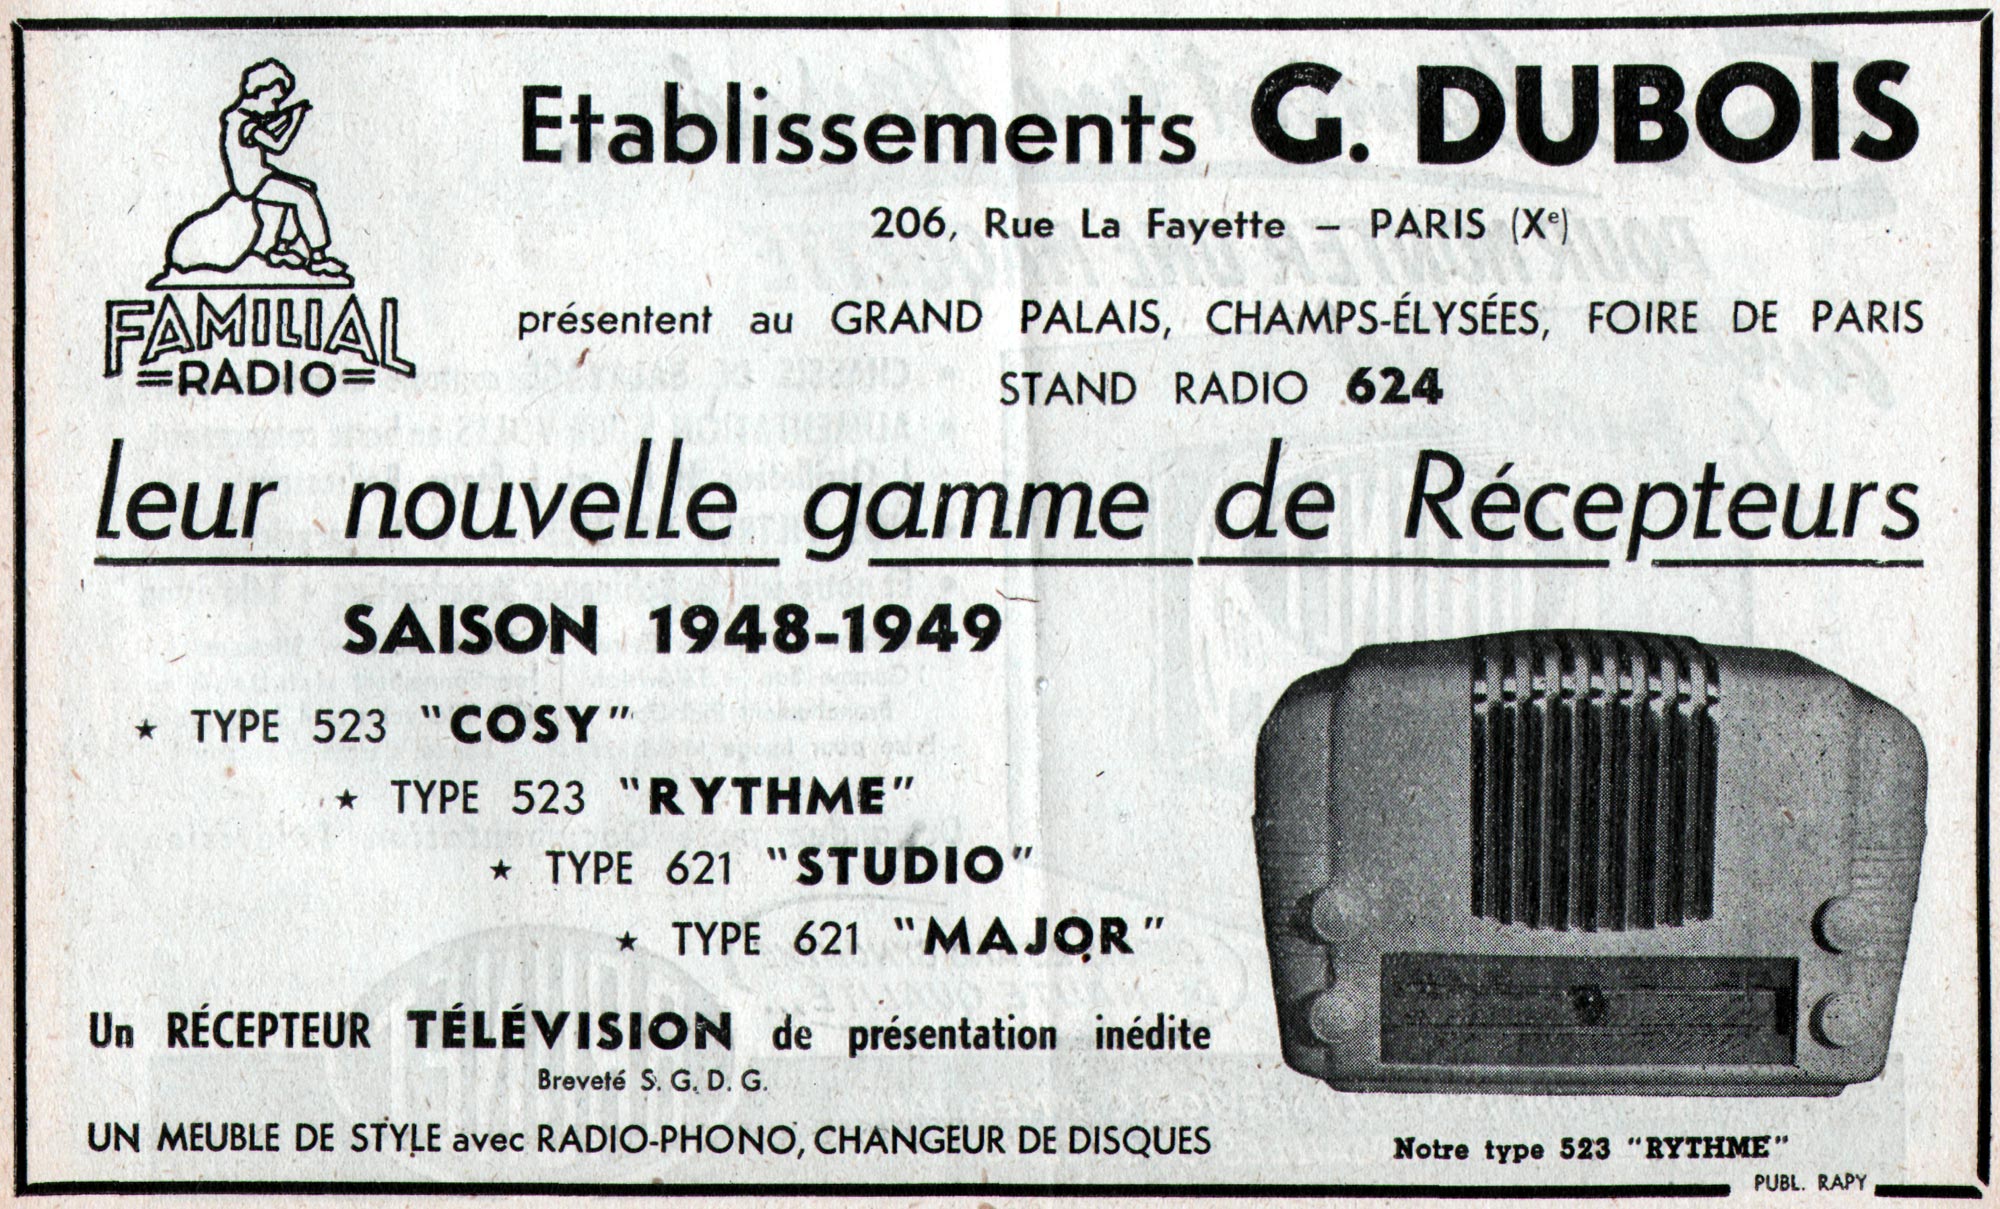 FAMILIAL
=RADIO=
Etablissements G. DUBOIS
206, Rue La Fayette – PARIS (Xe)
présentent au GRAND PALAIS, CHAMPS-ÉLYSÉES, FOIRE DE PARIS
STAND RADIO 624
leur nouvelle gamme de Récepteurs
SAISON 1948-1949
★ TYPE 523 "COSY"
★ TYPE 523 "RYTHME"
★ TYPE 621 "STUDIO"
★ TYPE 621 "MAJOR"
Un RÉCEPTEUR TÉLÉVISION de présentation inédite
Breveté S. G. D. G.
UN MEUBLE DE STYLE avec RADIO-PHONO, CHANGEUR DE DISQUES
Notre type 523 "RYTHME"
PUBL. RAPY